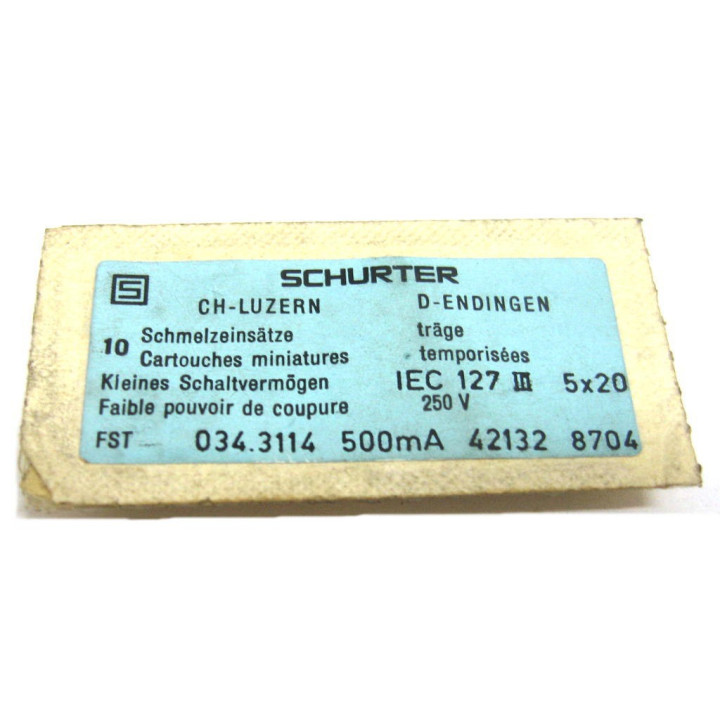 S SCHURTER
CH-LUZERN D-ENDINGEN
10 Schmelzeinsätze träge
Cartouches miniatures temporisées
Kleines Schaltvermögen IEC 127 III 5x20
Faible pouvoir de coupure 250 V
FST 034.3114 500mA 42132 8704